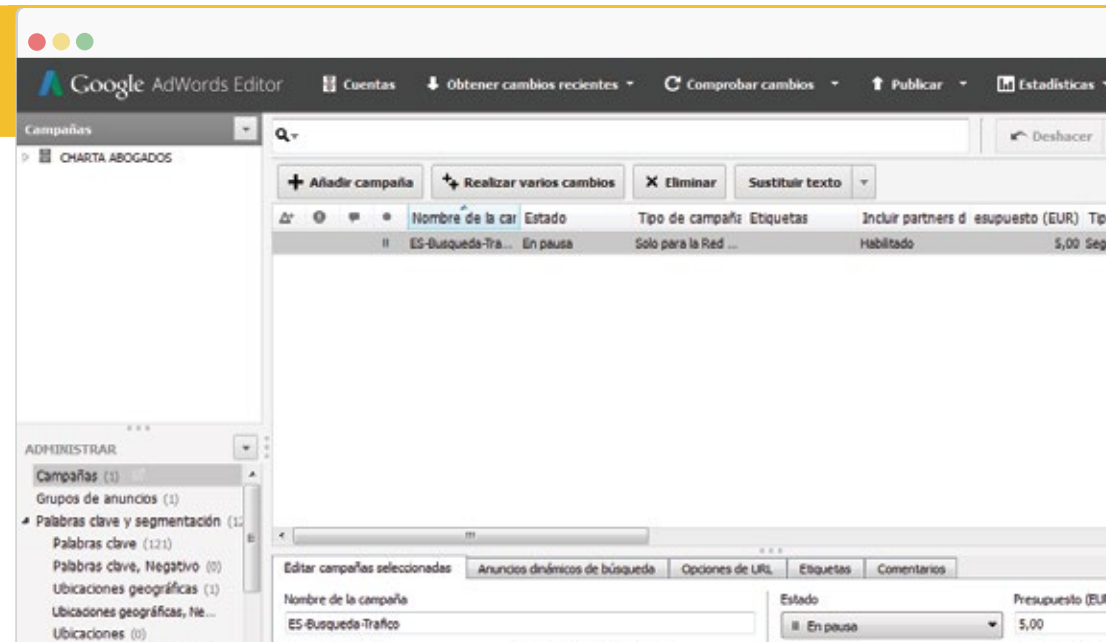 Google AdWords Editor Cuentas Obtener cambios recientes Comprobar cambios Publicar Estadísticas
Campañas
Deshacer
CHARTA ABOGADOS
Añadir campaña Realizar varios cambios Eliminar Sustituir texto
Nombre de la car Estado Tipo de campaña Etiquetas Incluir partners d esupuesto (EUR) Tip
ES-Busqueda-Tra... En pausa Solo para la Red ... Habilitado 5,00 Seg
ADMINISTRAR
Campañas (1)
Grupos de anuncios (1)
Palabras clave y segmentación (12
Palabras clave (121)
Palabras clave, Negativo (0)
Ubicaciones geográficas (1)
Ubicaciones geográficas, Ne...
Ubicaciones (0)
Editar campañas seleccionadas Anuncios dinámicos de búsqueda Opciones de URL Etiquetas Comentarios
Nombre de la campaña Estado Presupuesto (EUR
ES-Busqueda-Trafico En pausa 5,00